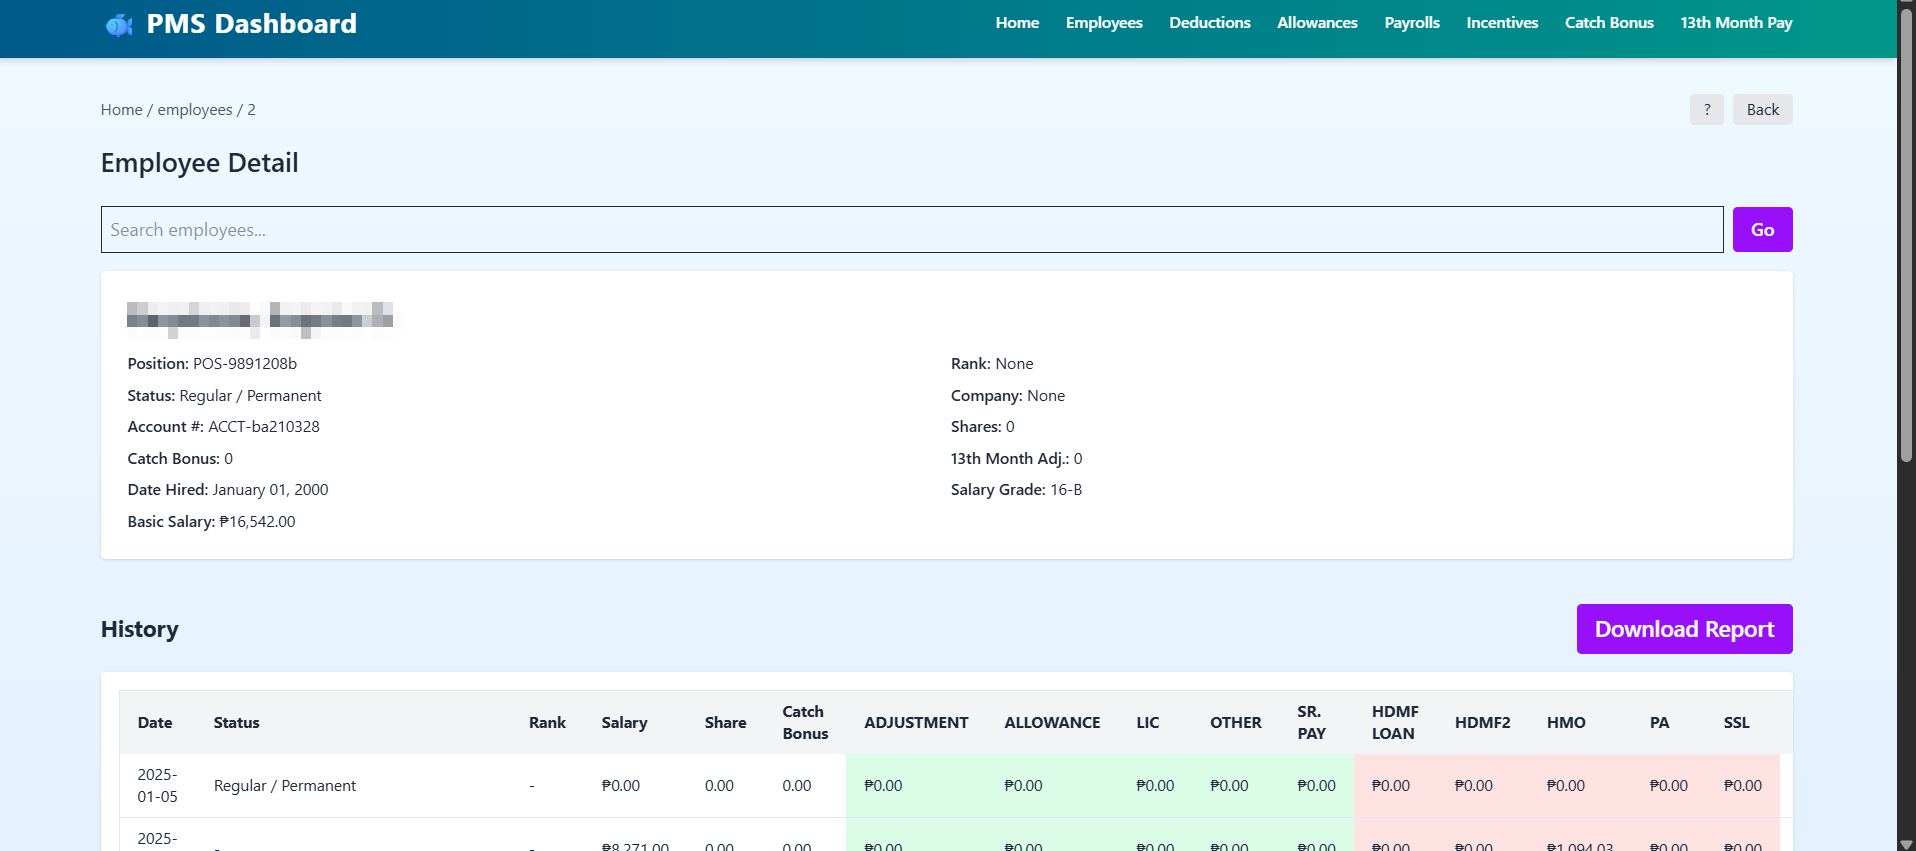 PMS Dashboard
Home Employees Deductions Allowances Payrolls Incentives Catch Bonus 13th Month Pay
Home / employees / 2
? Back
Employee Detail
Search employees...
Go
Position: POS-9891208b
Rank: None
Status: Regular / Permanent
Company: None
Account #: ACCT-ba210328
Shares: 0
Catch Bonus: 0
13th Month Adj.: 0
Date Hired: January 01, 2000
Salary Grade: 16-B
Basic Salary: ₱16,542.00
History
Download Report
Date Status Rank Salary Share Catch Bonus ADJUSTMENT ALLOWANCE LIC OTHER SR. PAY HDMF LOAN HDMF2 HMO PA SSL
2025-01-05 Regular / Permanent - ₱0.00 0.00 0.00 ₱0.00 ₱0.00 ₱0.00 ₱0.00 ₱0.00 ₱0.00 ₱0.00 ₱0.00 ₱0.00 ₱0.00
2025- - - ₱8,271.00 0.00 0.00 ₱0.00 ₱0.00 ₱0.00 ₱0.00 ₱0.00 ₱0.00 ₱0.00 ₱1,094.03 ₱0.00 ₱0.00